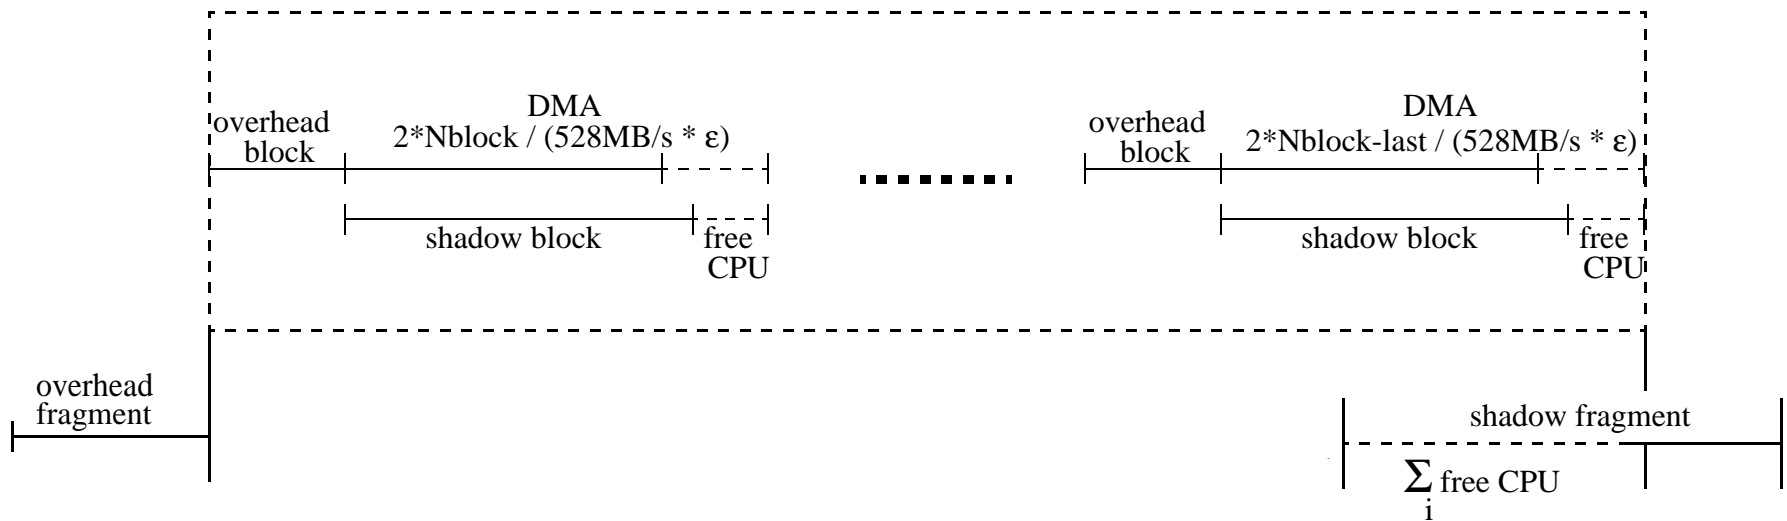 DMA
overhead
block
2*Nblock / (528MB/s * ε)
DMA
overhead
block
2*Nblock-last / (528MB/s * ε)
shadow block
free
CPU
shadow block
free
CPU
overhead
fragment
shadow fragment
Σ free CPU
i